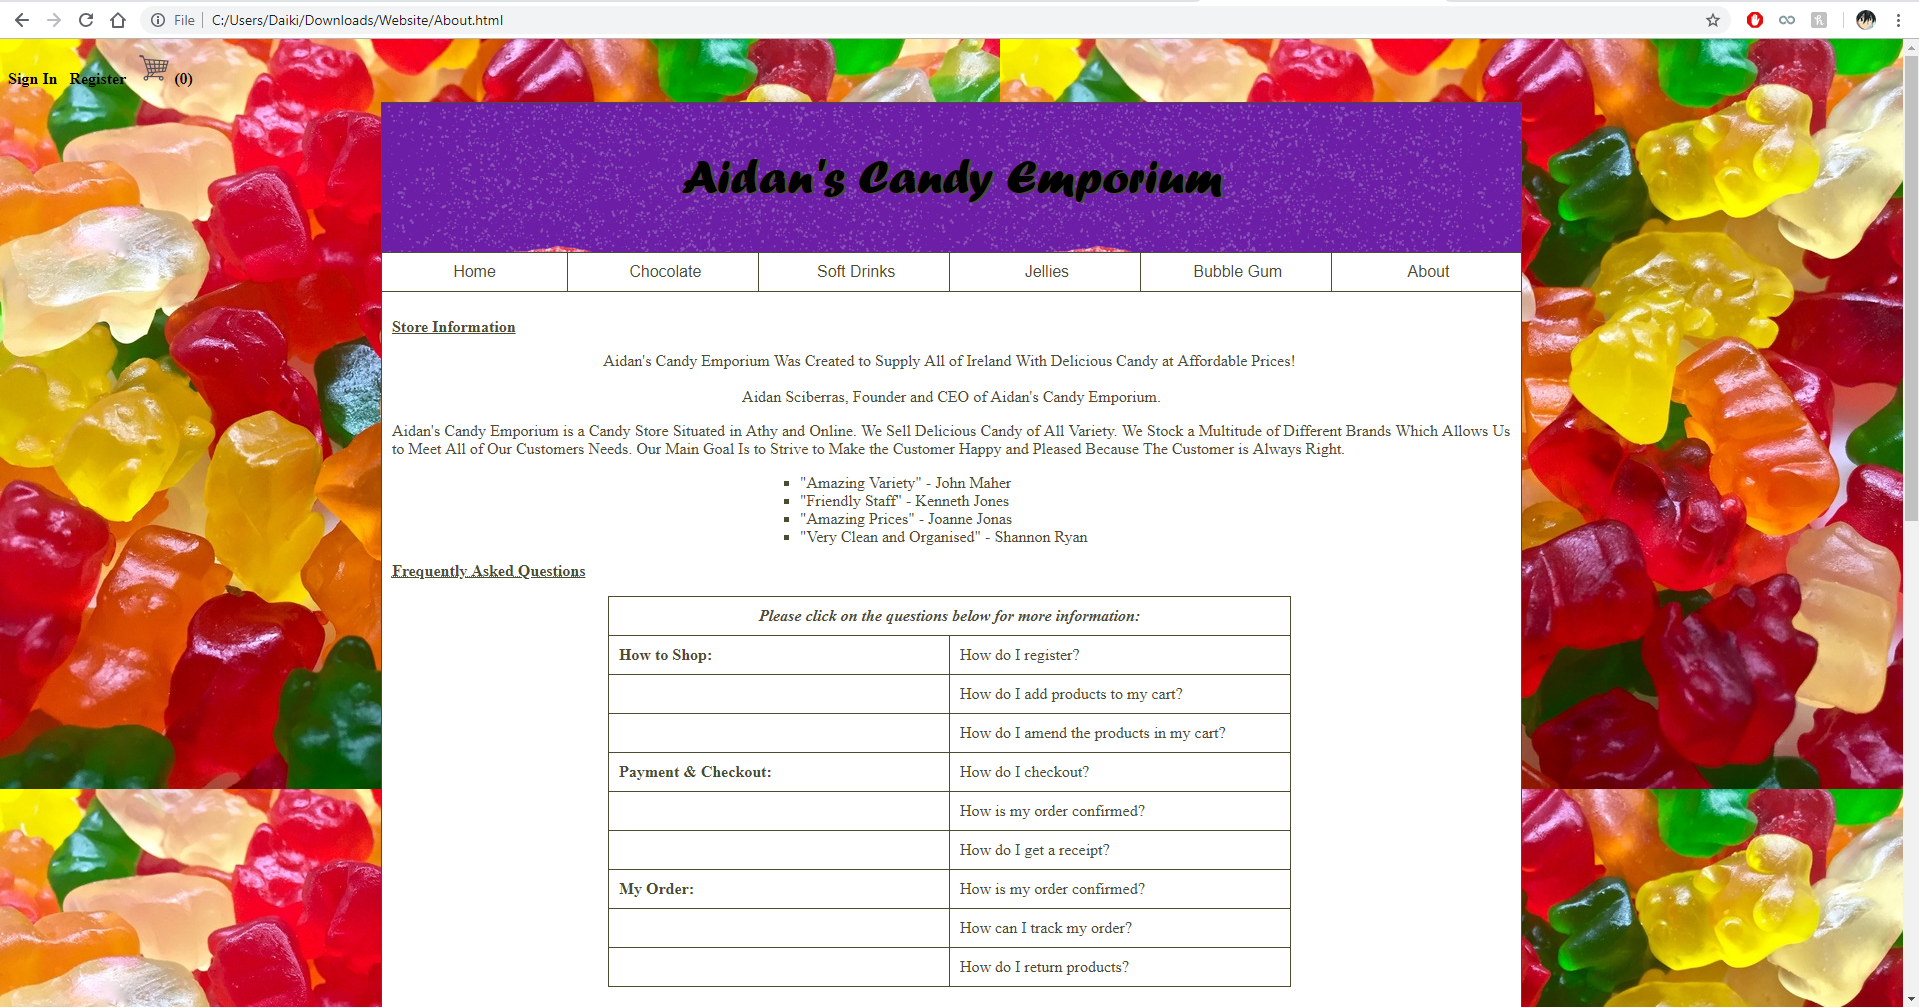 File C:/Users/Daiki/Downloads/Website/About.html
Sign In Register (0)
Aidan's Candy Emporium
Home Chocolate Soft Drinks Jellies Bubble Gum About
Store Information
Aidan's Candy Emporium Was Created to Supply All of Ireland With Delicious Candy at Affordable Prices!
Aidan Sciberras, Founder and CEO of Aidan's Candy Emporium.
Aidan's Candy Emporium is a Candy Store Situated in Athy and Online. We Sell Delicious Candy of All Variety. We Stock a Multitude of Different Brands Which Allows Us
to Meet All of Our Customers Needs. Our Main Goal Is to Strive to Make the Customer Happy and Pleased Because The Customer is Always Right.
"Amazing Variety" - John Maher
"Friendly Staff" - Kenneth Jones
"Amazing Prices" - Joanne Jonas
"Very Clean and Organised" - Shannon Ryan
Frequently Asked Questions
Please click on the questions below for more information:
How to Shop: How do I register?
How do I add products to my cart?
How do I amend the products in my cart?
Payment & Checkout: How do I checkout?
How is my order confirmed?
How do I get a receipt?
My Order: How is my order confirmed?
How can I track my order?
How do I return products?